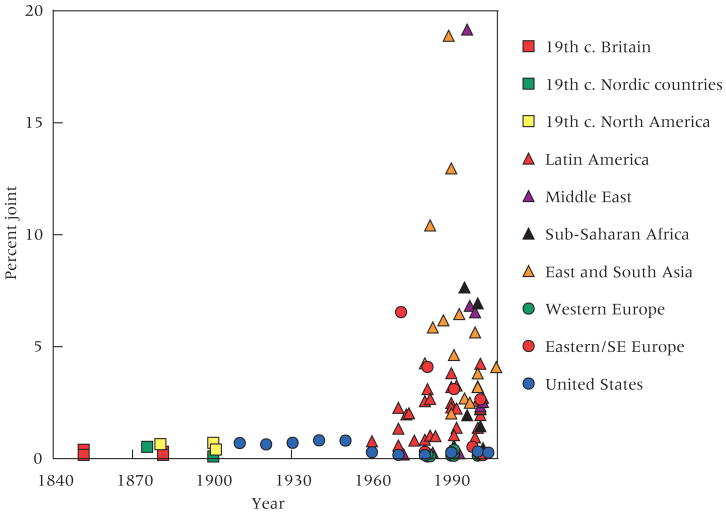 20
15
10
5
0
Percent joint
1840
1870
1900
1930
1960
1990
Year
19th c. Britain
19th c. Nordic countries
19th c. North America
Latin America
Middle East
Sub-Saharan Africa
East and South Asia
Western Europe
Eastern/SE Europe
United States